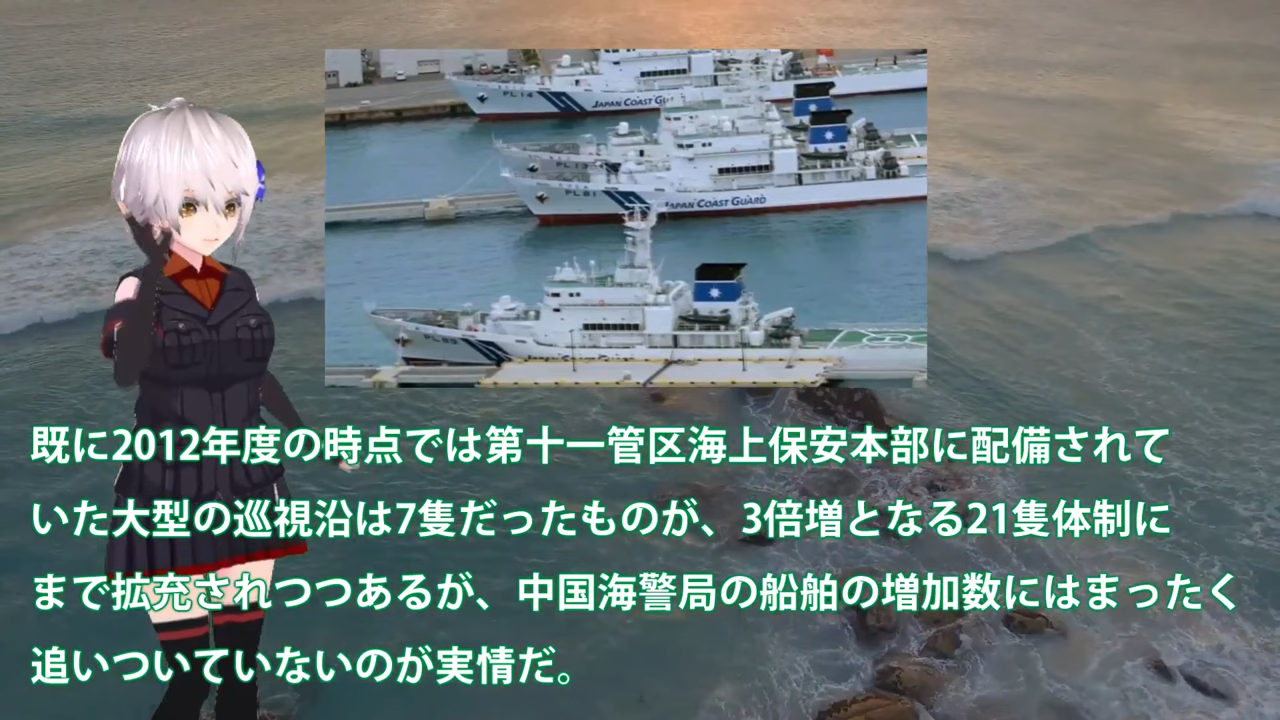 PL14
JAPAN COAST GU
PL13
PL81
JAPAN COAST GUARD
既に2012年度の時点では第十一管区海上保安本部に配備されて
いた大型の巡視沿は7隻だったものが、3倍増となる21隻体制に
まで拡充されつつあるが、中国海警局の船舶の増加数にはまったく
追いついていないのが実情だ。